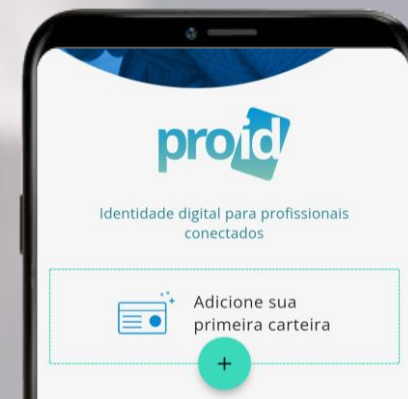 proid
Identidade digital para profissionais
conectados
Adicione sua
primeira carteira
+